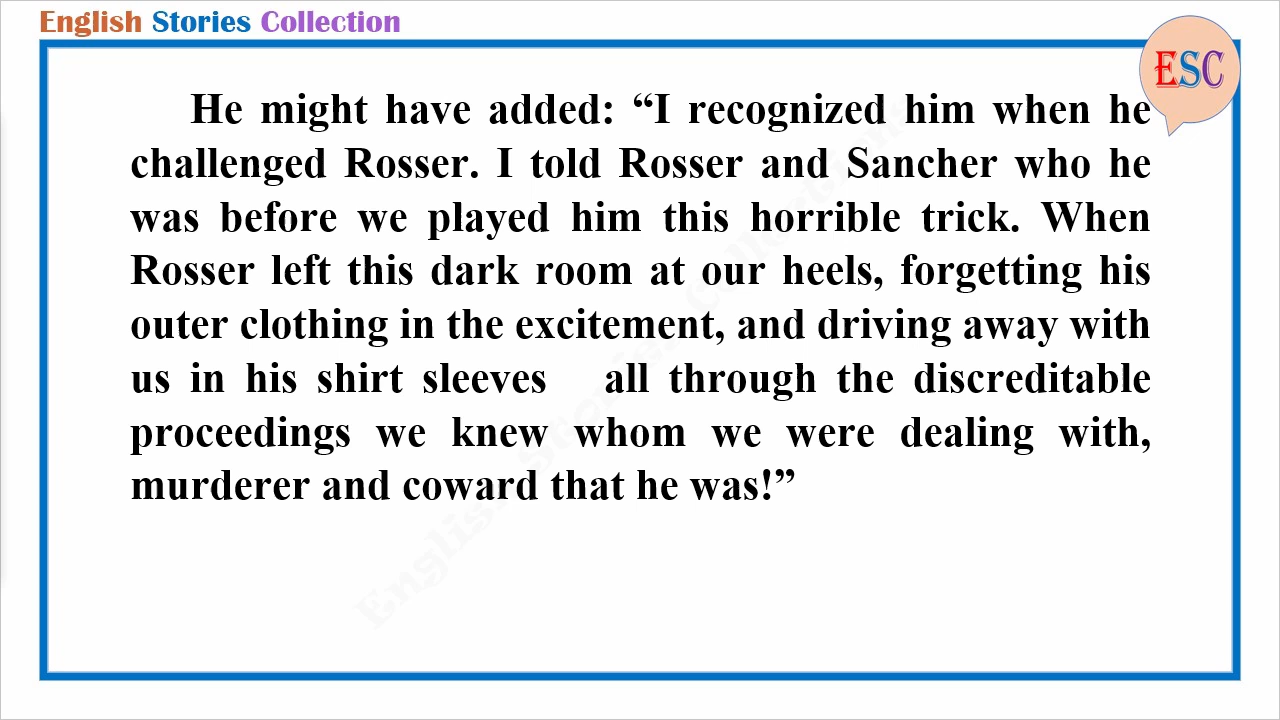 English Stories Collection
ESC
He might have added: “I recognized him when he
challenged Rosser. I told Rosser and Sancher who he
was before we played him this horrible trick. When
Rosser left this dark room at our heels, forgetting his
outer clothing in the excitement, and driving away with
us in his shirt sleeves all through the discreditable
proceedings we knew whom we were dealing with,
murderer and coward that he was!”
English Stories Collection